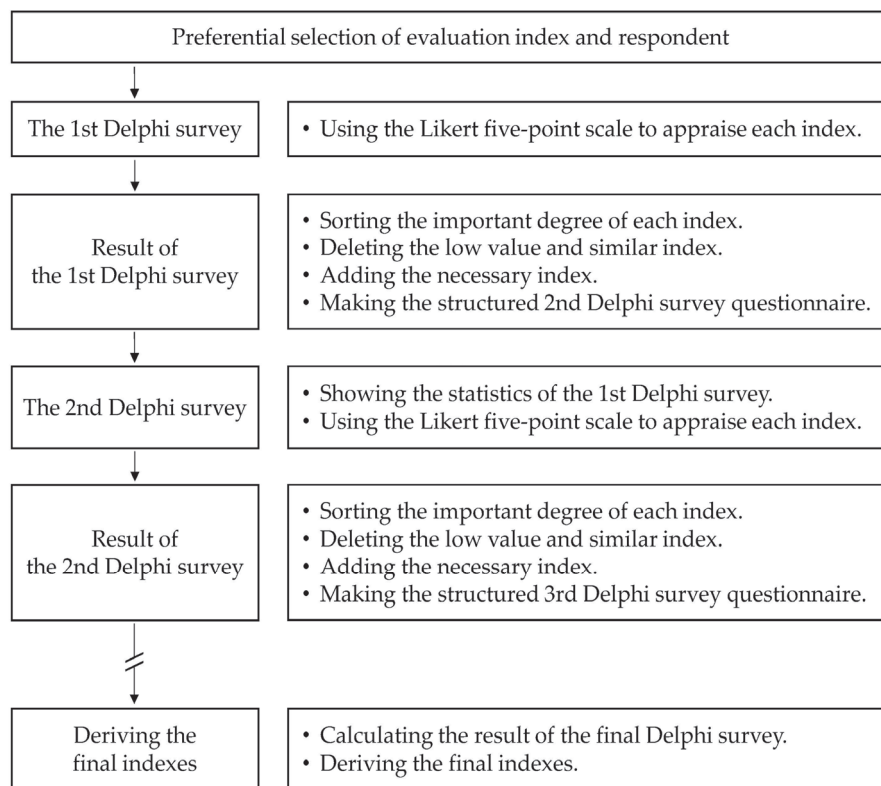 Preferential selection of evaluation index and respondent
The 1st Delphi survey
• Using the Likert five-point scale to appraise each index.
Result of
the 1st Delphi survey
• Sorting the important degree of each index.
• Deleting the low value and similar index.
• Adding the necessary index.
• Making the structured 2nd Delphi survey questionnaire.
The 2nd Delphi survey
• Showing the statistics of the 1st Delphi survey.
• Using the Likert five-point scale to appraise each index.
Result of
the 2nd Delphi survey
• Sorting the important degree of each index.
• Deleting the low value and similar index.
• Adding the necessary index.
• Making the structured 3rd Delphi survey questionnaire.
Deriving the
final indexes
• Calculating the result of the final Delphi survey.
• Deriving the final indexes.